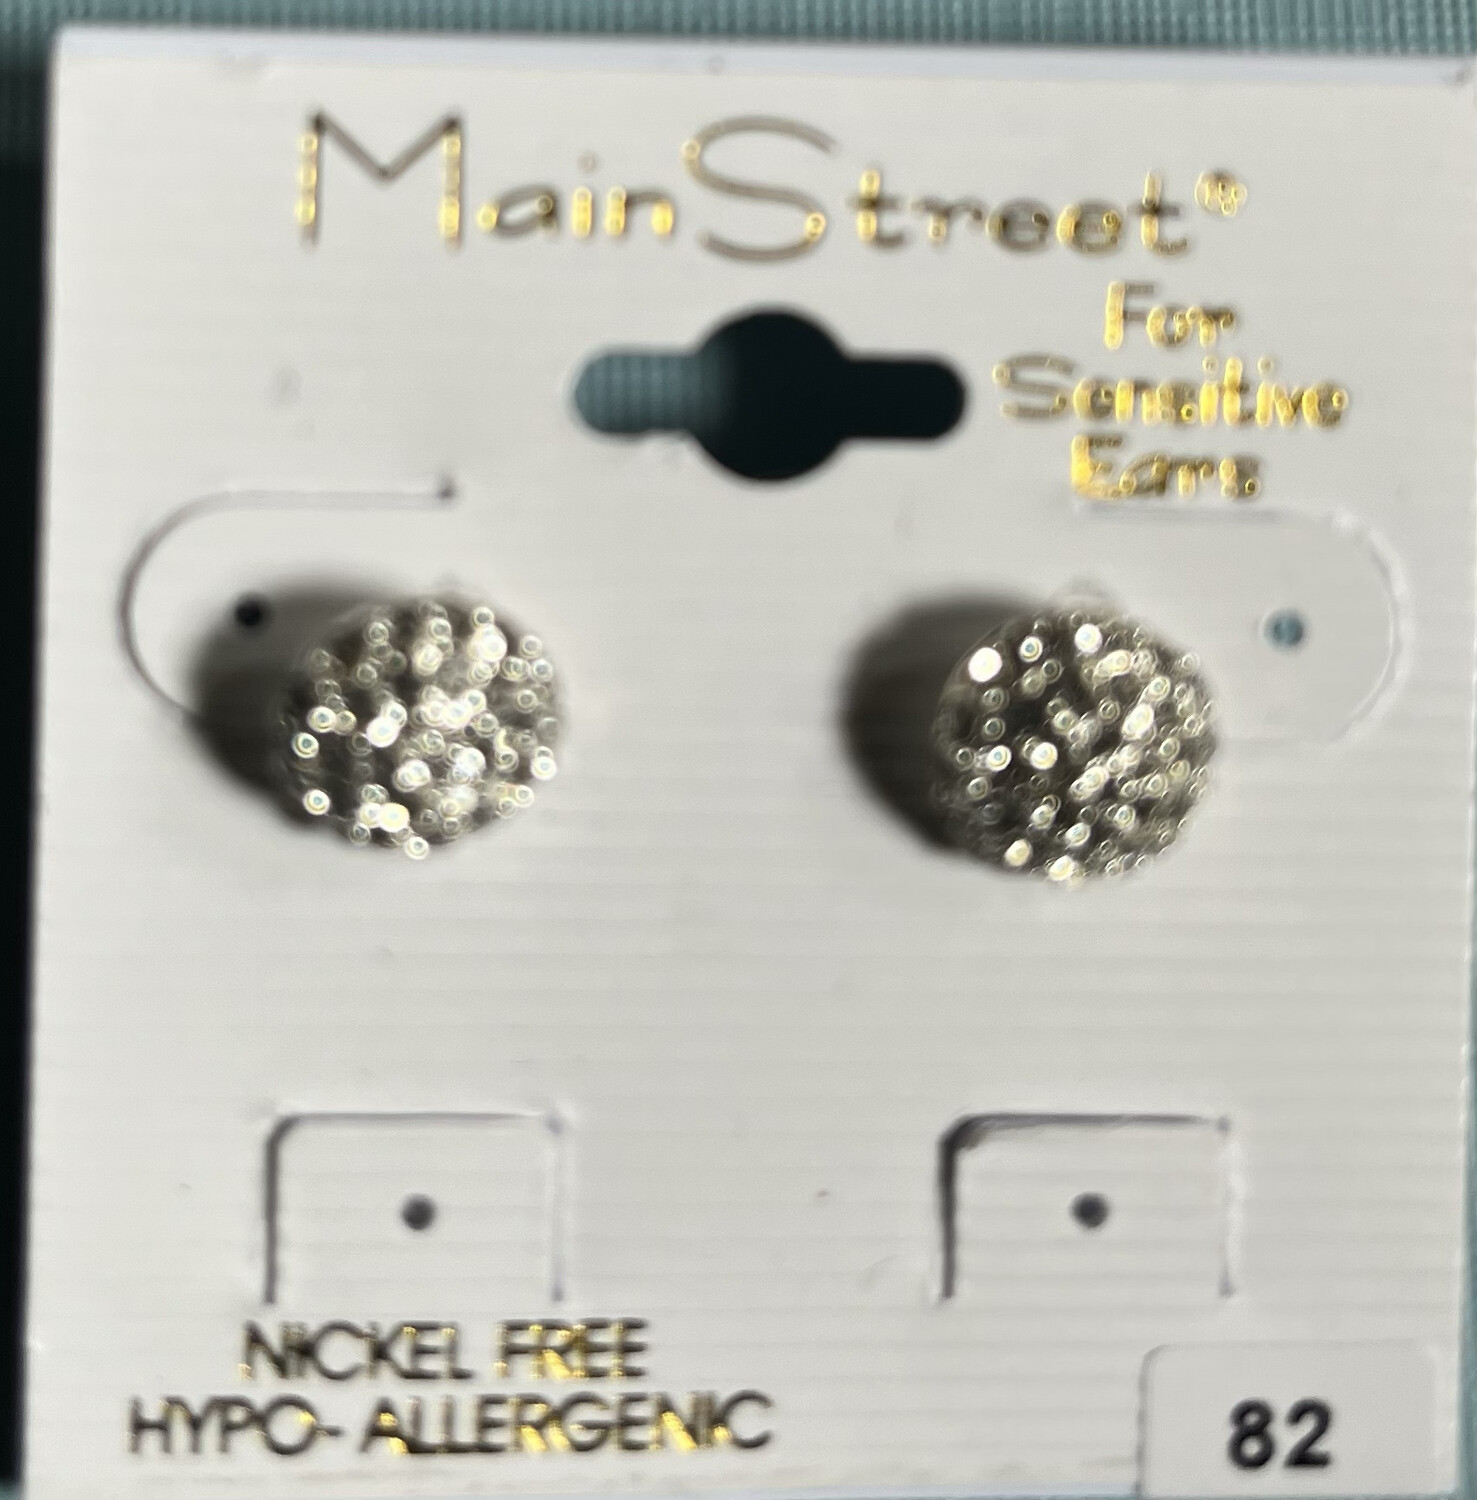 MainStreet®
For
Sensitive
Ears
NICKEL FREE
HYPO-ALLERGENIC
82